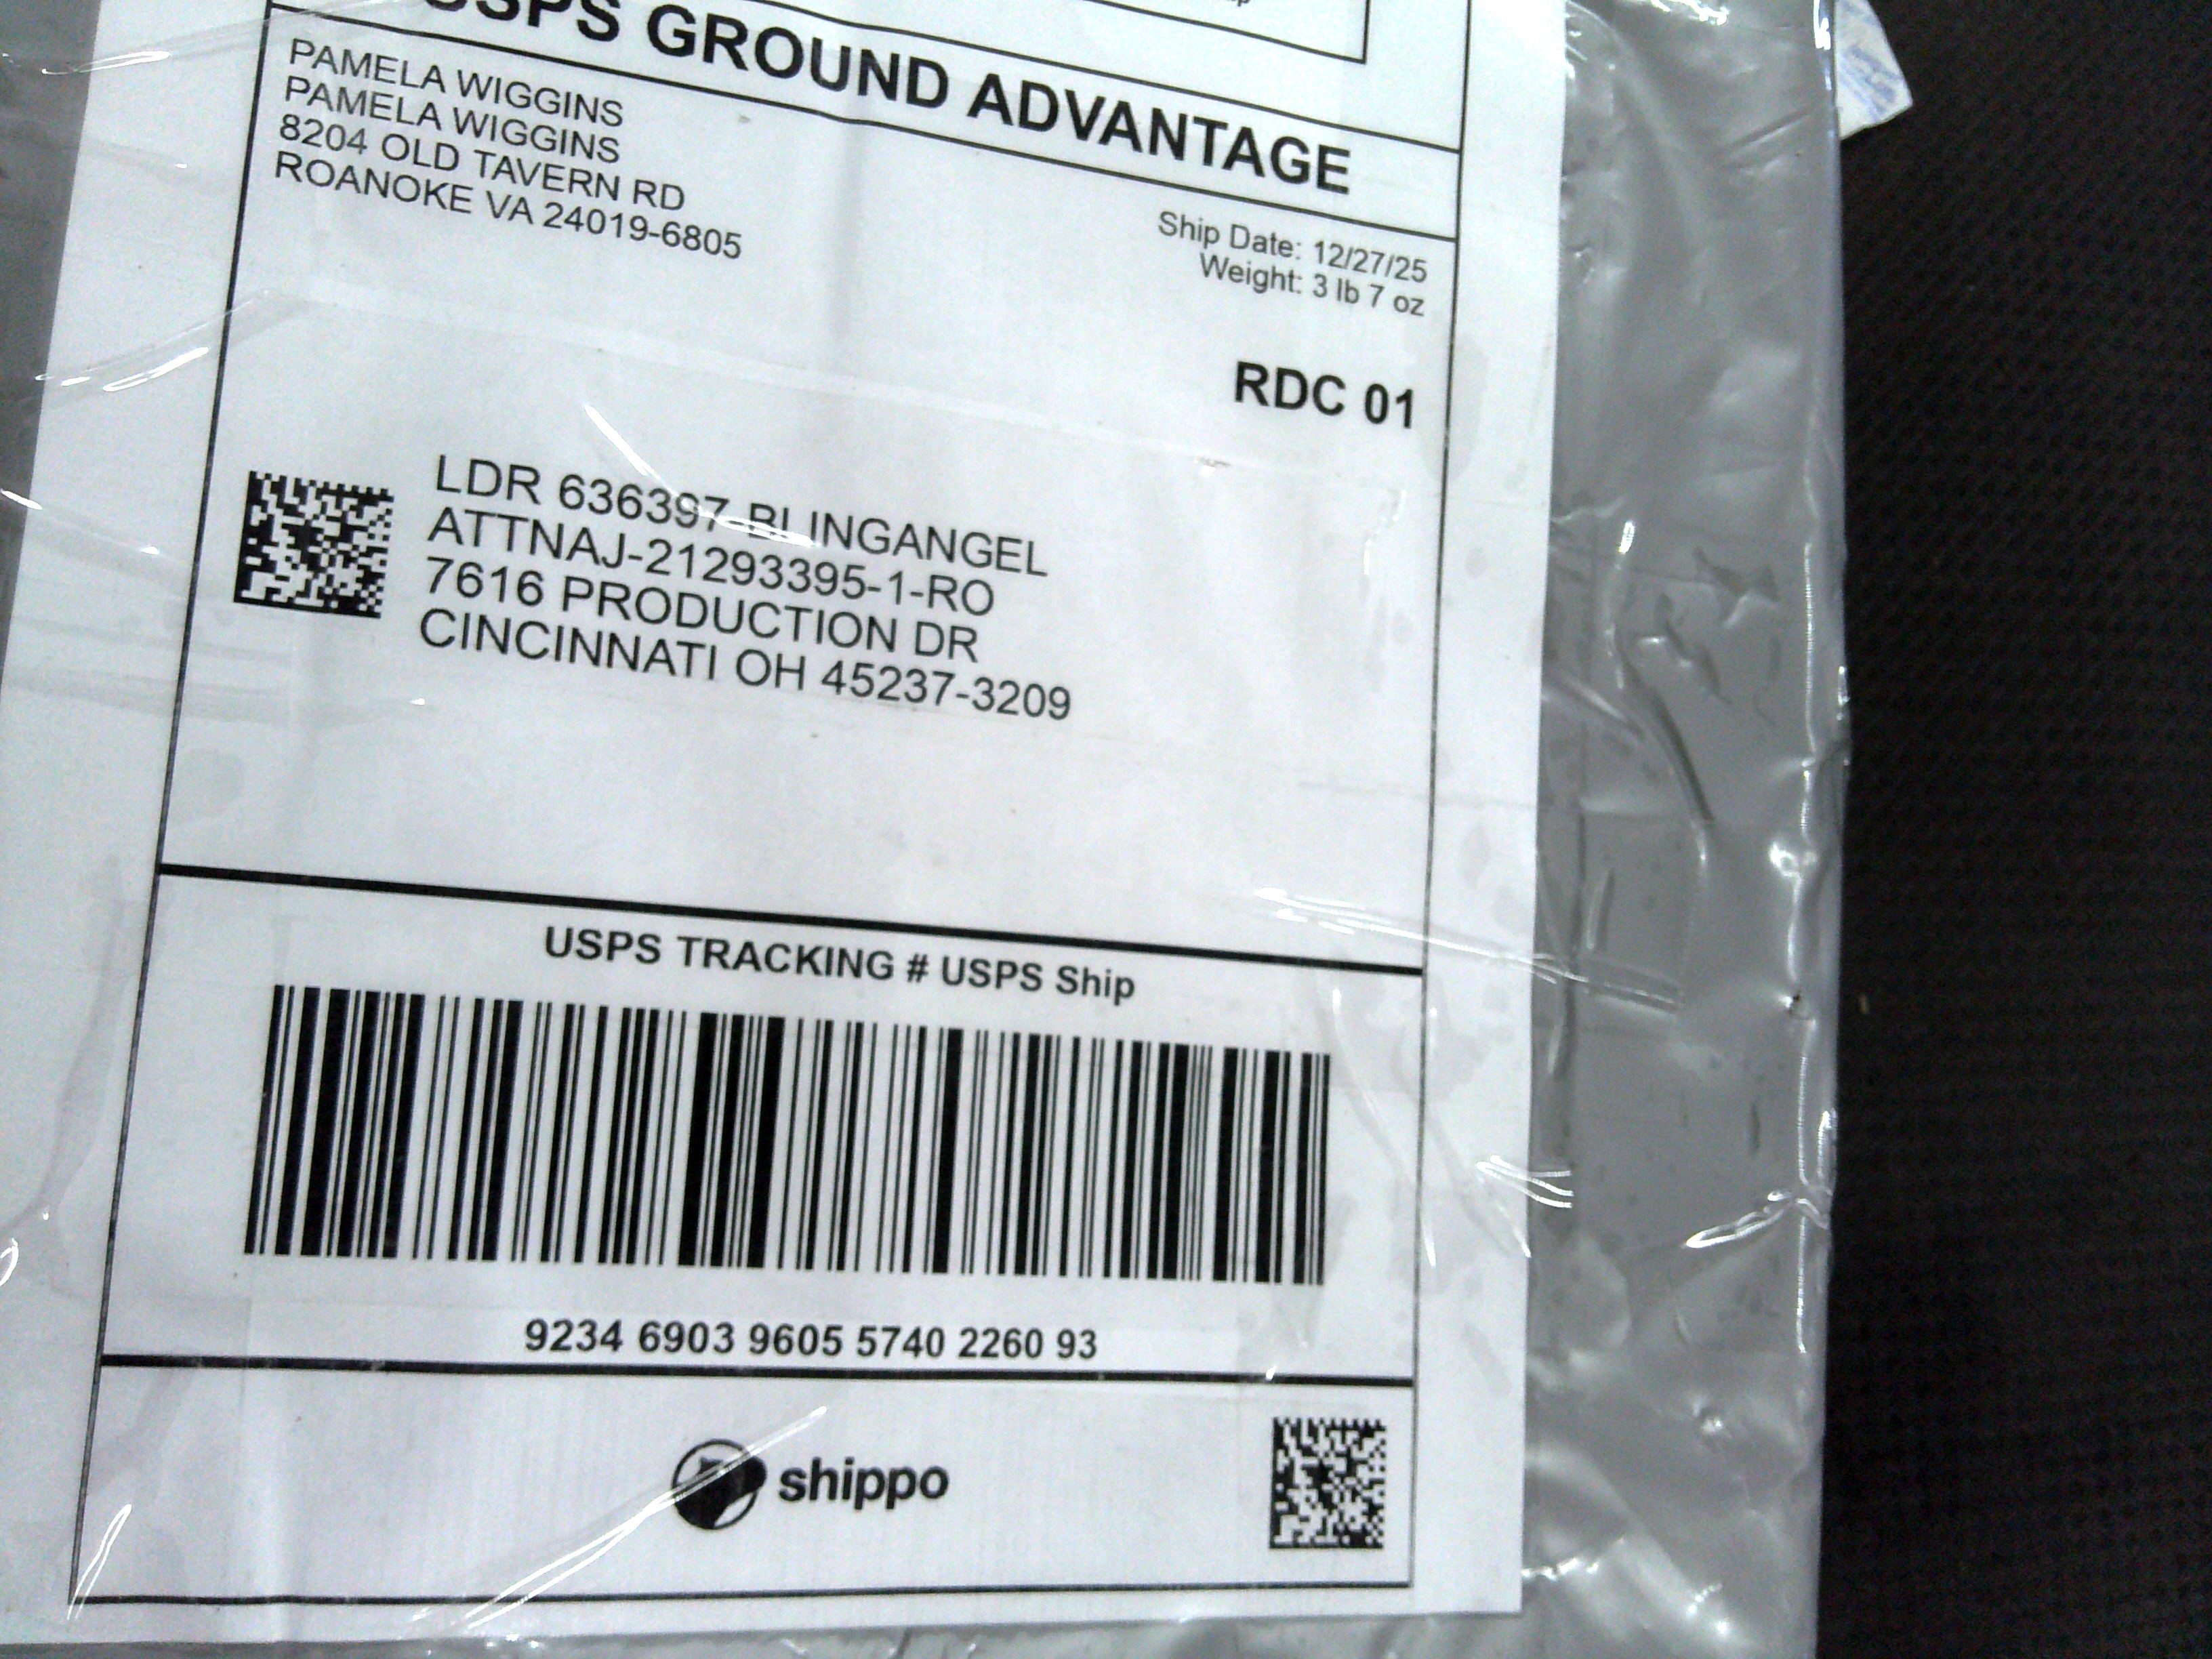 USPS GROUND ADVANTAGE
PAMELA WIGGINS
PAMELA WIGGINS
8204 OLD TAVERN RD
ROANOKE VA 24019-6805
Ship Date: 12/27/25
Weight: 3 lb 7 oz
RDC 01
LDR 636397-BLINGANGEL
ATTNAJ-21293395-1-RO
7616 PRODUCTION DR
CINCINNATI OH 45237-3209
USPS TRACKING # USPS Ship
9234 6903 9605 5740 2260 93
shippo